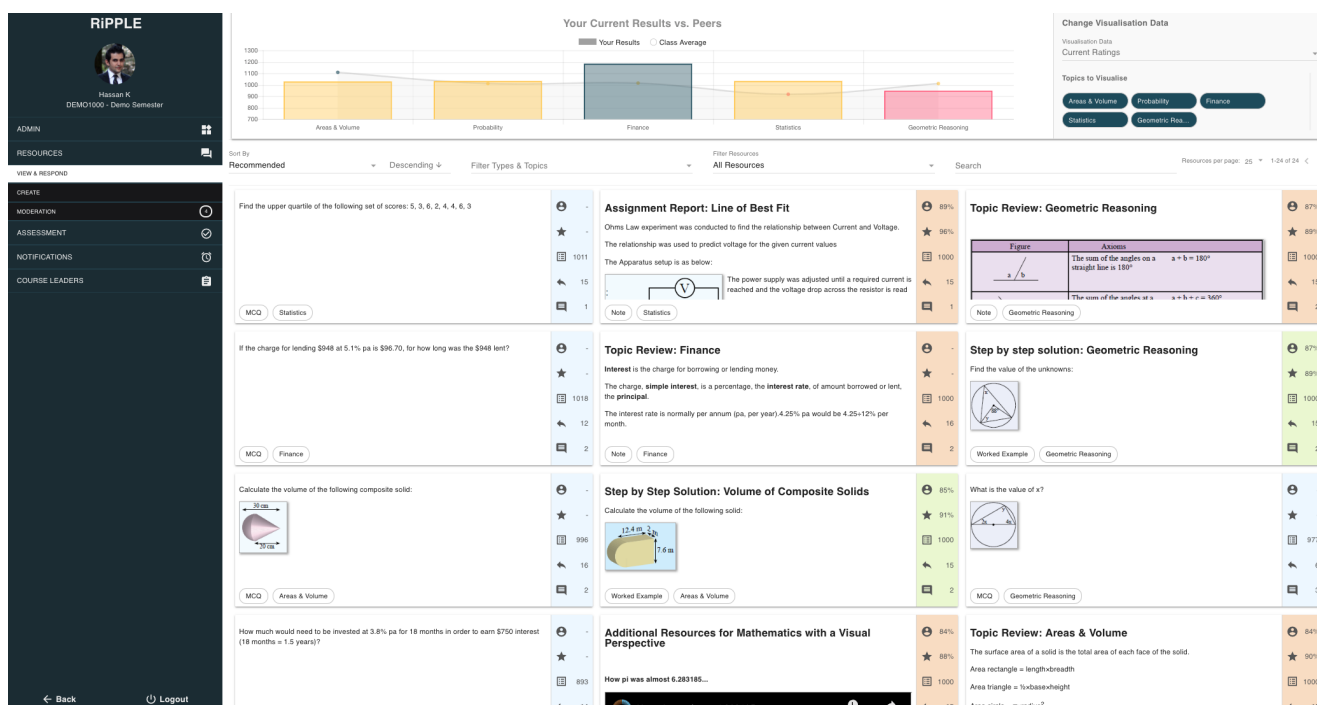 RiPPLE
Hassan K
DEMO1000 - Demo Semester
ADMIN
RESOURCES
VIEW & RESPOND
CREATE
MODERATION 4
ASSESSMENT
NOTIFICATIONS
COURSE LEADERS
← Back
Logout
Your Current Results vs. Peers
Your Results Class Average
1300
1200
1100
1000
900
800
700
Areas & Volume Probability Finance Statistics Geometric Reasoning
Change Visualisation Data
Visualisation Data
Current Ratings
Topics to Visualise
Areas & Volume Probability Finance
Statistics Geometric Rea...
Sort By
Recommended
Descending ↓
Filter Types & Topics
Filter Resources
All Resources
Search
Resources per page: 25 1-24 of 24
Find the upper quartile of the following set of scores: 5, 3, 6, 2, 4, 4, 6, 3
-
-
1011
15
1
MCQ Statistics
Assignment Report: Line of Best Fit
Ohms Law experiment was conducted to find the relationship between Current and Voltage.
The relationship was used to predict voltage for the given current values
The Apparatus setup is as below:
V
The power supply was adjusted until a required current is
reached and the voltage drop across the resistor is read
89%
96%
1000
15
1
Note Statistics
Topic Review: Geometric Reasoning
Figure Axioms
a b
The sum of the angles on a a + b = 180°
straight line is 180°
The sum of the angles at a a + b + c = 360°
87%
89%
1000
Note Geometric Reasoning
If the charge for lending $948 at 5.1% pa is $96.70, for how long was the $948 lent?
-
-
1018
12
2
MCQ Finance
Topic Review: Finance
Interest is the charge for borrowing or lending money.
The charge, simple interest, is a percentage, the interest rate, of amount borrowed or lent,
the principal.
The interest rate is normally per annum (pa, per year).4.25% pa would be 4.25÷12% per
month.
-
-
1000
16
2
Note Finance
Step by step solution: Geometric Reasoning
Find the value of the unknowns:
x
y
87%
89%
1000
Worked Example Geometric Reasoning
Calculate the volume of the following composite solid:
30 cm
20 cm
-
-
996
16
2
MCQ Areas & Volume
Step by Step Solution: Volume of Composite Solids
Calculate the volume of the following solid:
12.4 m
7.6 m
85%
91%
1000
15
2
Worked Example Areas & Volume
What is the value of x?
MCQ Geometric Reasoning
How much would need to be invested at 3.8% pa for 18 months in order to earn $750 interest
(18 months = 1.5 years)?
-
-
893
Additional Resources for Mathematics with a Visual
Perspective
How pi was almost 6.283185...
84%
88%
1000
Topic Review: Areas & Volume
The surface area of a solid is the total area of each face of the solid.
Area rectangle = length×breadth
Area triangle = ½×base×height
84%
90%
1000